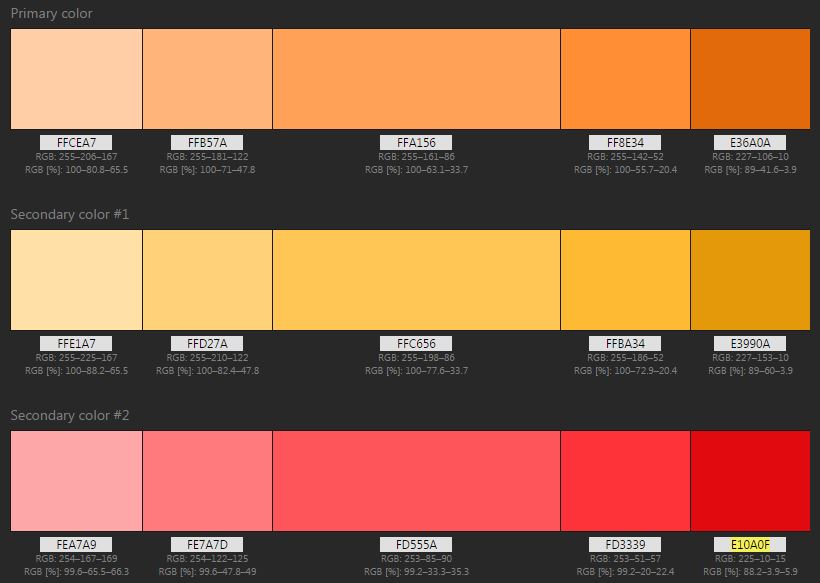 Primary color
FFCEA7 FFB57A FFA156 FF8E34 E36A0A
RGB: 255–206–167 RGB: 255–181–122 RGB: 255–161–86 RGB: 255–142–52 RGB: 227–106–10
RGB [%]: 100–80.8–65.5 RGB [%]: 100–71–47.8 RGB [%]: 100–63.1–33.7 RGB [%]: 100–55.7–20.4 RGB [%]: 89–41.6–3.9
Secondary color #1
FFE1A7 FFD27A FFC656 FFBA34 E3990A
RGB: 255–225–167 RGB: 255–210–122 RGB: 255–198–86 RGB: 255–186–52 RGB: 227–153–10
RGB [%]: 100–88.2–65.5 RGB [%]: 100–82.4–47.8 RGB [%]: 100–77.6–33.7 RGB [%]: 100–72.9–20.4 RGB [%]: 89–60–3.9
Secondary color #2
FEA7A9 FE7A7D FD555A FD3339 E10A0F
RGB: 254–167–169 RGB: 254–122–125 RGB: 253–85–90 RGB: 253–51–57 RGB: 225–10–15
RGB [%]: 99.6–65.5–66.3 RGB [%]: 99.6–47.8–49 RGB [%]: 99.2–33.3–35.3 RGB [%]: 99.2–20–22.4 RGB [%]: 88.2–3.9–5.9